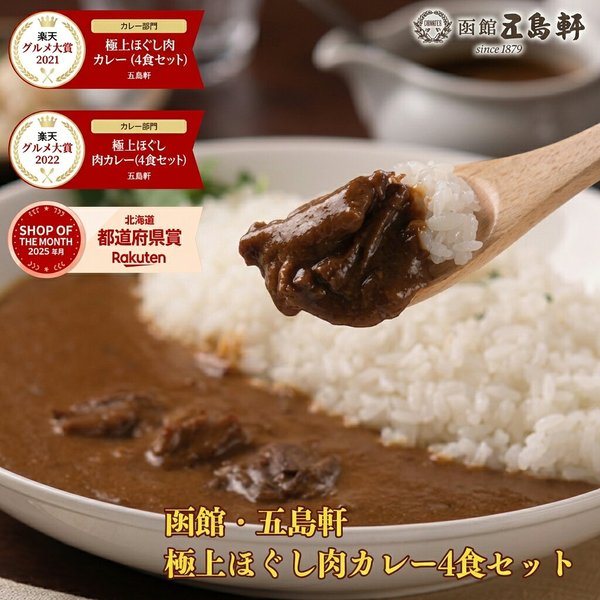 楽天
グルメ大賞
2021
カレー部門
極上ほぐし肉
カレー(4食セット)
五島軒
楽天
グルメ大賞
2022
カレー部門
極上ほぐし
肉カレー(4食セット)
五島軒
SHOP OF
THE MONTH
2025年月
北海道
都道府県賞
Rakuten
函館 五島軒
since 1879
函館・五島軒
極上ほぐし肉カレー4食セット